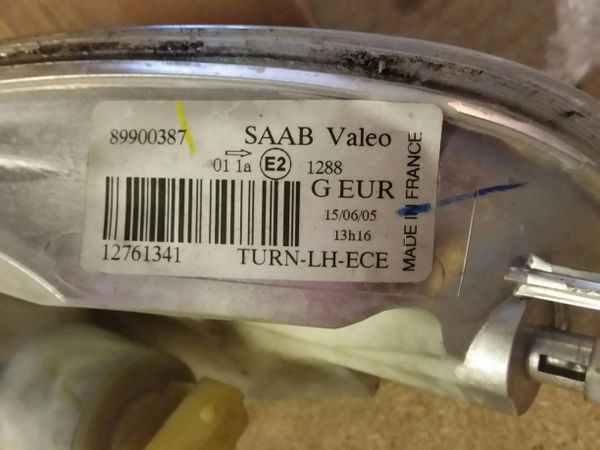 89900387 SAAB Valeo
01 1a E2 1288
G EUR
15/06/05
13h16
12761341 TURN-LH-ECE
MADE IN FRANCE